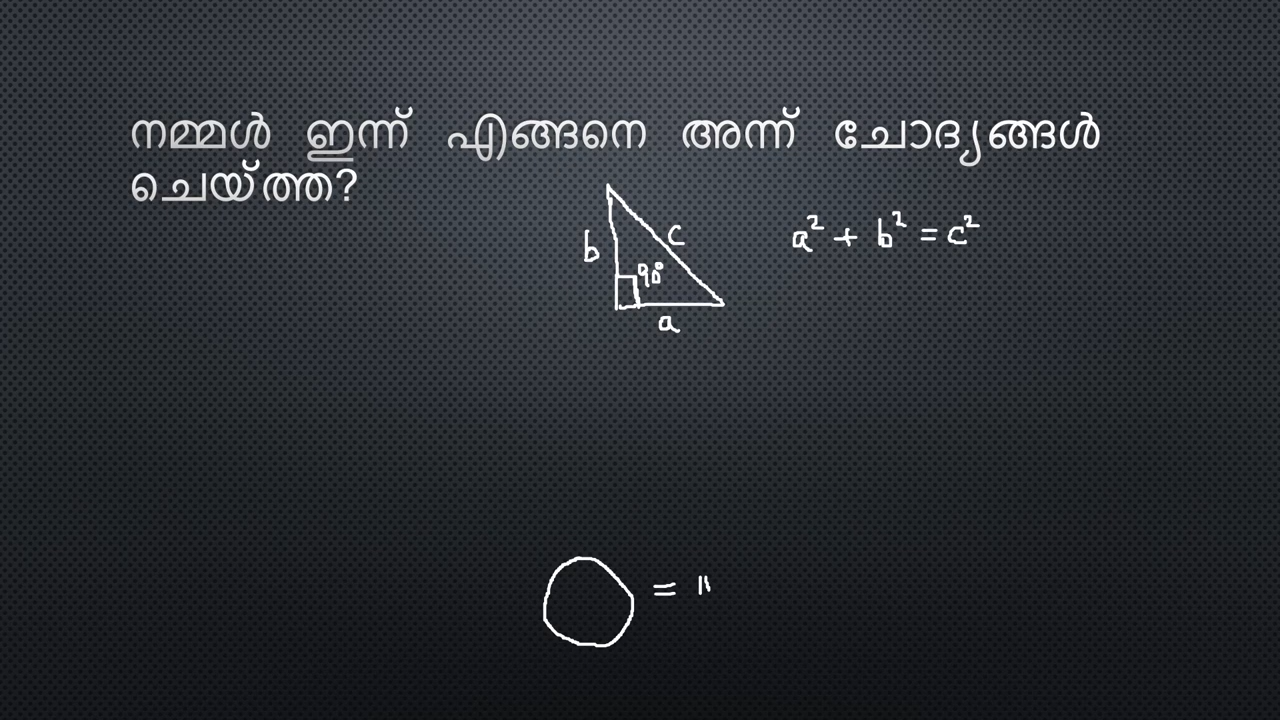 നമ്മൾ ഇന്ന് എങ്ങനെ അന്ന് ചോദ്യങ്ങൾ
ചെയ്ത്ത?
b
c
90°
a
a² + b² = c²
=